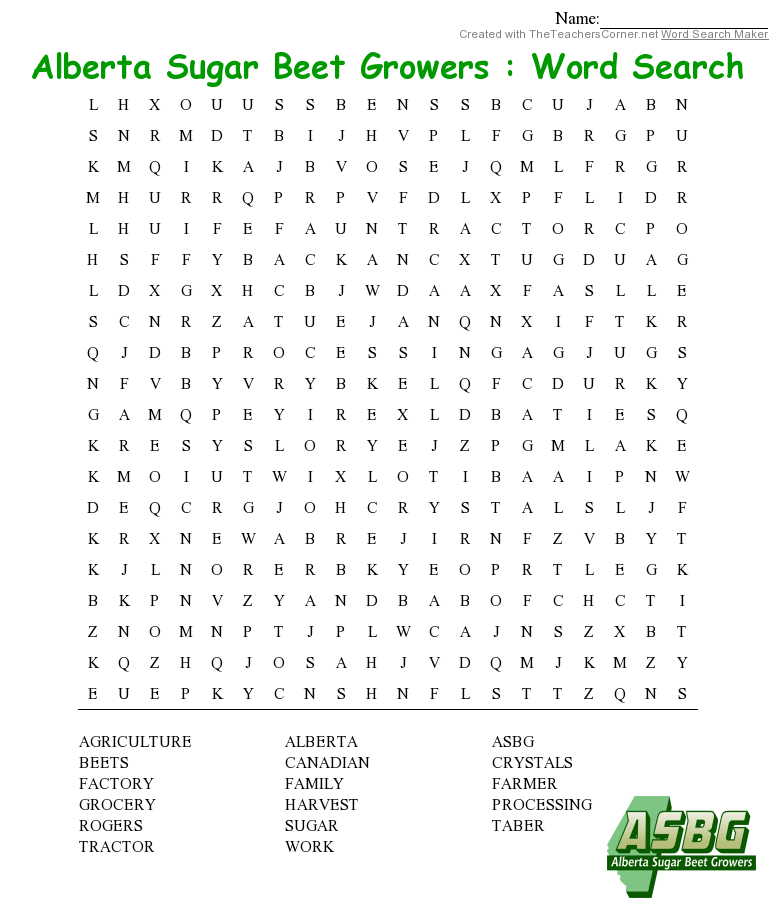 Name:
Created with TheTeachersCorner.net Word Search Maker
Alberta Sugar Beet Growers : Word Search
L H X O U U S S B E N S S B C U J A B N
S N R M D T B I J H V P L F G B R G P U
K M Q I K A J B V O S E J Q M L F R G R
M H U R R Q P R P V F D L X P F L I D R
L H U I F E F A U N T R A C T O R C P O
H S F F Y B A C K A N C X T U G D U A G
L D X G X H C B J W D A A X F A S L L E
S C N R Z A T U E J A N Q N X I F T K R
Q J D B P R O C E S S I N G A G J U G S
N F V B Y V R Y B K E L Q F C D U R K Y
G A M Q P E Y I R E X L D B A T I E S Q
K R E S Y S L O R Y E J Z P G M L A K E
K M O I U T W I X L O T I B A A I P N W
D E Q C R G J O H C R Y S T A L S L J F
K R X N E W A B R E J I R N F Z V B Y T
K J L N O R E R B K Y E O P R T L E G K
B K P N V Z Y A N D B A B O F C H C T I
Z N O M N P T J P L W C A J N S Z X B T
K Q Z H Q J O S A H J V D Q M J K M Z Y
E U E P K Y C N S H N F L S T T Z Q N S
AGRICULTURE ALBERTA ASBG
BEETS CANADIAN CRYSTALS
FACTORY FAMILY FARMER
GROCERY HARVEST PROCESSING
ROGERS SUGAR TABER
TRACTOR WORK
ASBG
Alberta Sugar Beet Growers